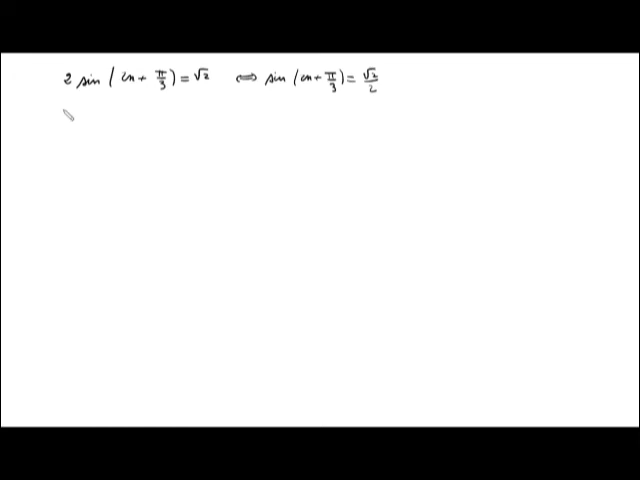 2 sin ( 2x + π/3 ) = √2 ⟺ sin ( 2x + π/3 ) = √2/2